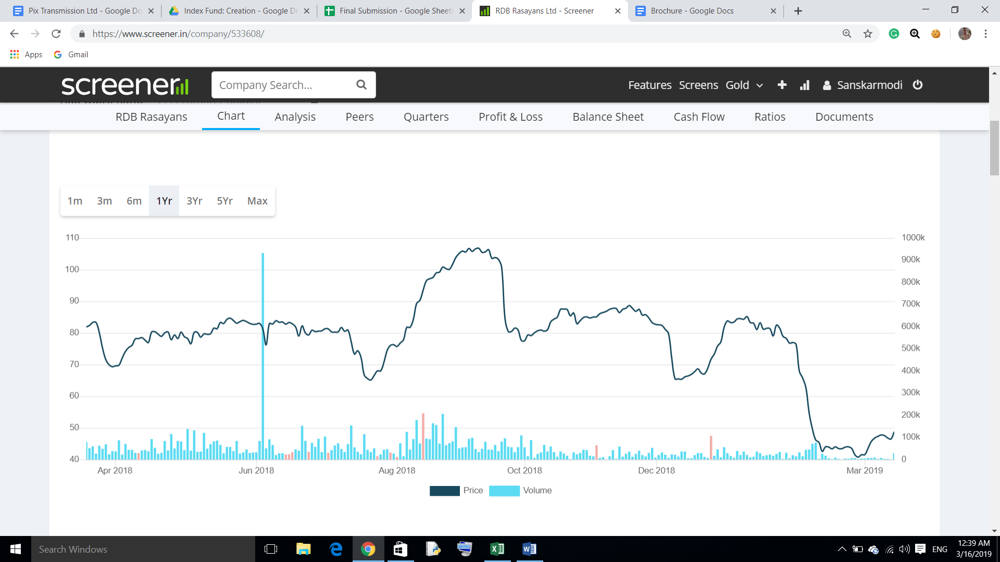 Pix Transmission Ltd - Google Do
Index Fund: Creation - Google Dr
Final Submission - Google Sheets
RDB Rasayans Ltd - Screener
Brochure - Google Docs
https://www.screener.in/company/533608/
Apps
Gmail
screener
Company Search...
Features Screens Gold
Sanskarmodi
RDB Rasayans Chart Analysis Peers Quarters Profit & Loss Balance Sheet Cash Flow Ratios Documents
1m 3m 6m 1Yr 3Yr 5Yr Max
110
100
90
80
70
60
50
40
1000k
900k
800k
700k
600k
500k
400k
300k
200k
100k
0
Apr 2018 Jun 2018 Aug 2018 Oct 2018 Dec 2018 Mar 2019
Price Volume
Search Windows
ENG
12:39 AM
3/16/2019